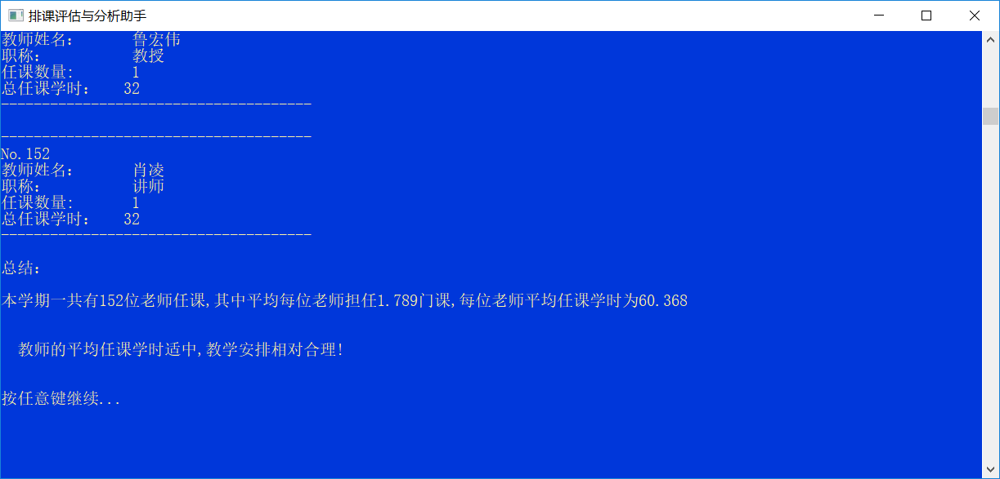 排课评估与分析助手
教师姓名: 鲁宏伟
职称: 教授
任课数量: 1
总任课学时: 32
--------------------------------------
--------------------------------------
No.152
教师姓名: 肖凌
职称: 讲师
任课数量: 1
总任课学时: 32
--------------------------------------
总结:
本学期一共有152位老师任课,其中平均每位老师担任1.789门课,每位老师平均任课学时为60.368
教师的平均任课学时适中,教学安排相对合理!
按任意键继续...